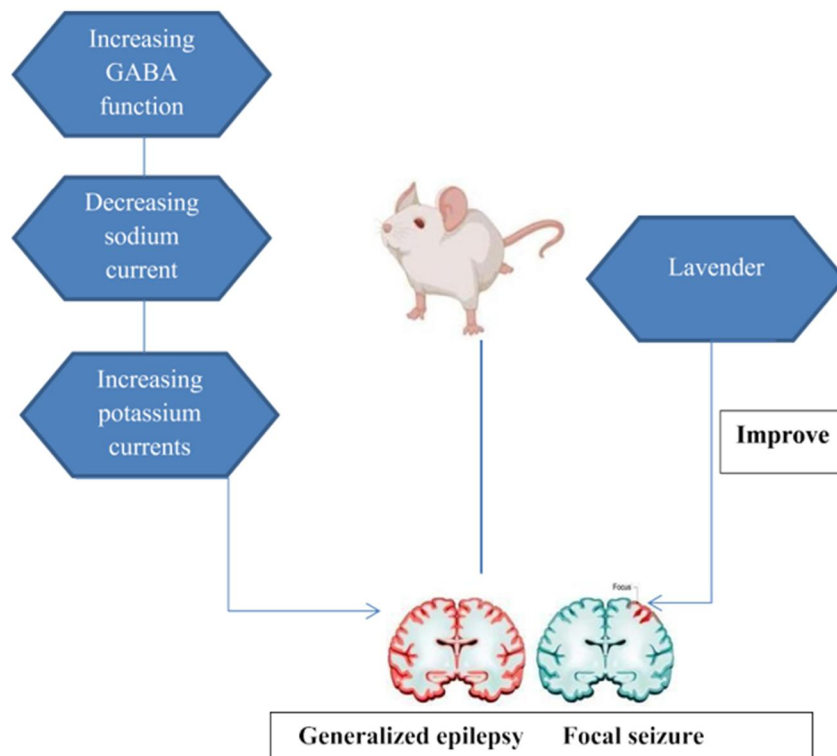 Increasing
GABA
function
Decreasing
sodium
current
Increasing
potassium
currents
Lavender
Improve
Focus
Generalized epilepsy Focal seizure